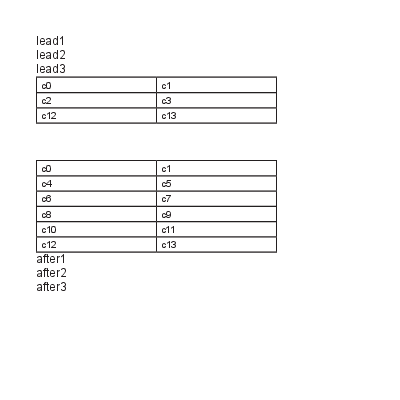 lead1
lead2
lead3
c0 c1
c2 c3
c12 c13
c0 c1
c4 c5
c6 c7
c8 c9
c10 c11
c12 c13
after1
after2
after3